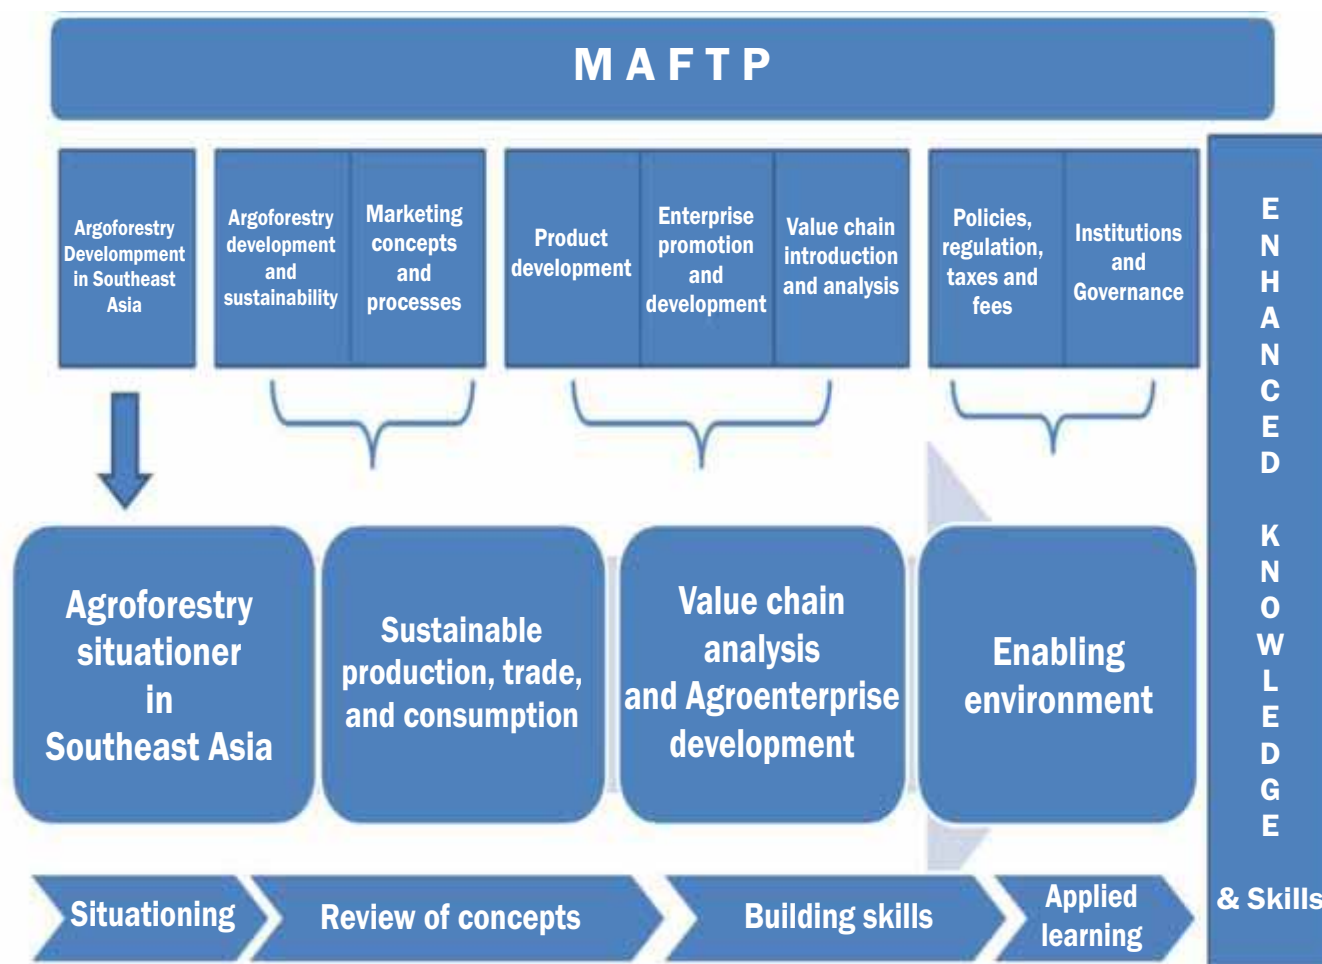 MAFTP
Argoforestry
Develompment
in Southeast
Asia
Argoforestry
development
and
sustainability
Marketing
concepts
and
processes
Product
development
Enterprise
promotion
and
development
Value chain
introduction
and analysis
Policies,
regulation,
taxes and
fees
Institutions
and
Governance
Agroforestry
situationer
in
Southeast Asia
Sustainable
production, trade,
and consumption
Value chain
analysis
and Agroenterprise
development
Enabling
environment
Situationing
Review of concepts
Building skills
Applied
learning
ENHANCED
KNOWLEDGE
& Skills